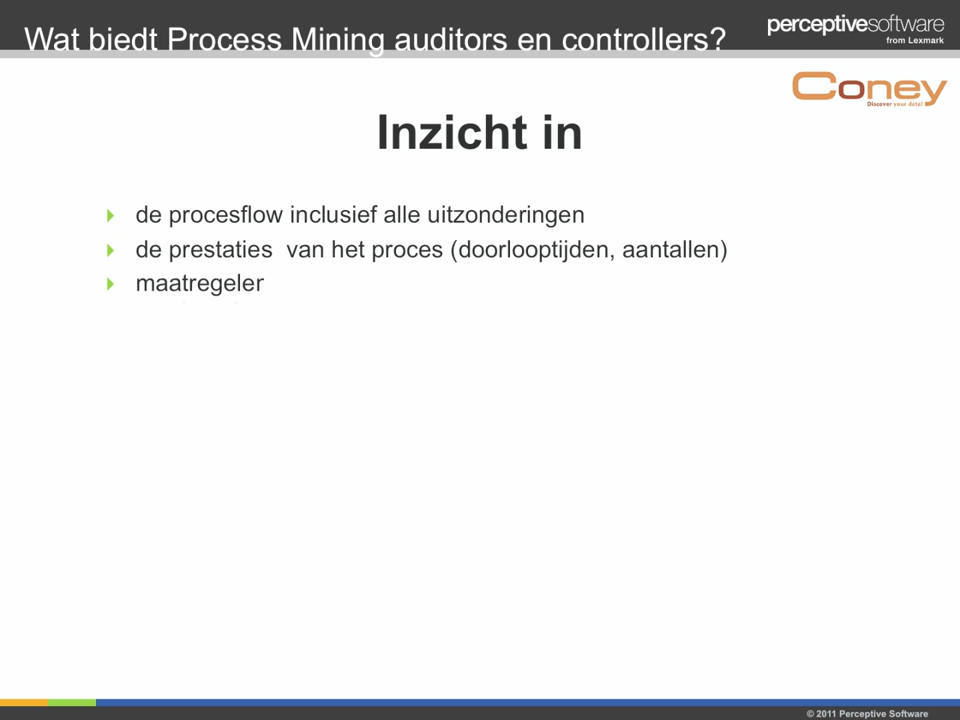 Wat biedt Process Mining auditors en controllers?
perceptivesoftware
from Lexmark
Coney
Discover your data!
Inzicht in
de procesflow inclusief alle uitzonderingen
de prestaties van het proces (doorlooptijden, aantallen)
maatregeler
© 2011 Perceptive Software